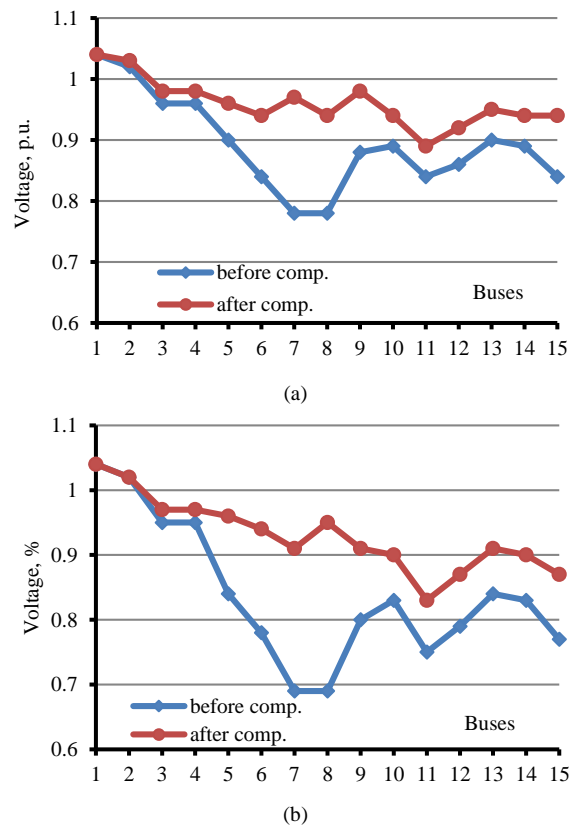 1.1
1
0.9
0.8
0.7
0.6
Voltage, p.u.
before comp.
after comp.
Buses
1 2 3 4 5 6 7 8 9 10 11 12 13 14 15
(a)
1.1
1
0.9
0.8
0.7
0.6
Voltage, %
before comp.
after comp.
Buses
1 2 3 4 5 6 7 8 9 10 11 12 13 14 15
(b)